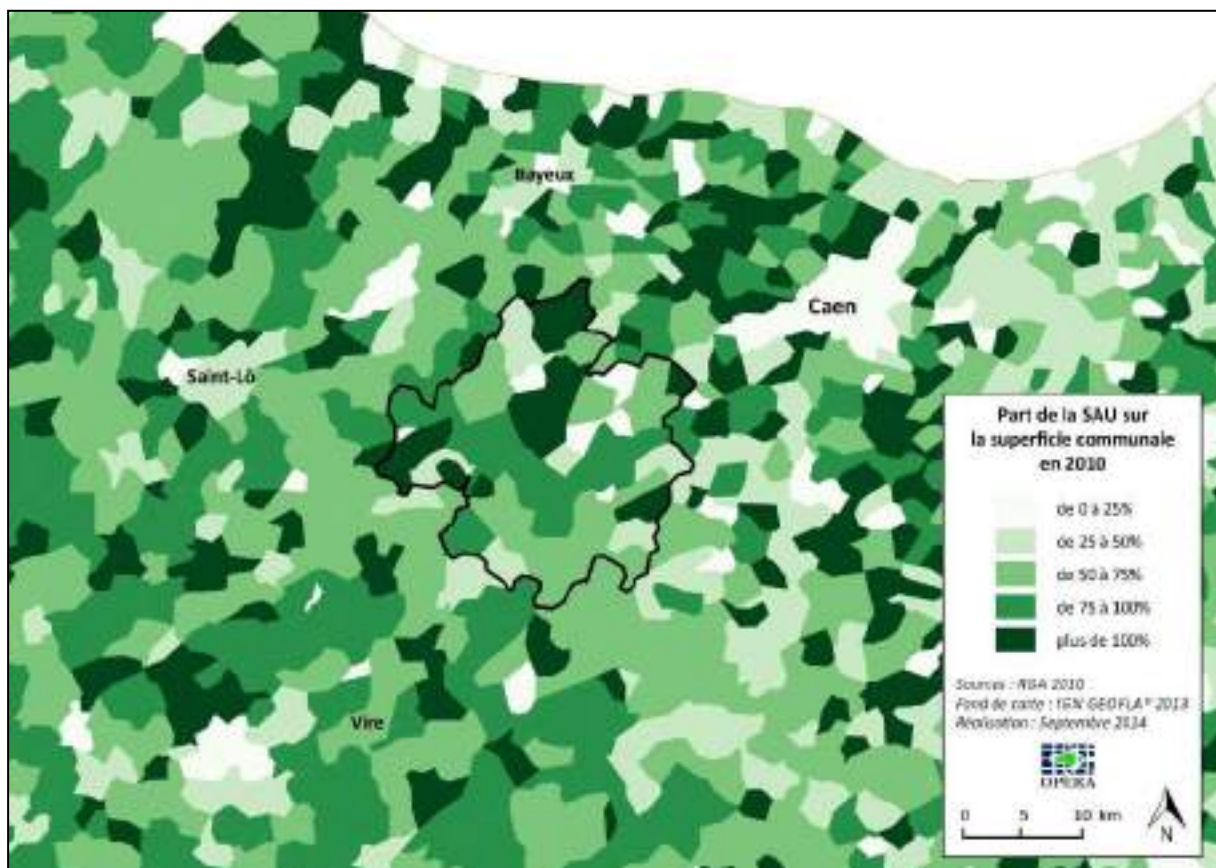 Bayeux
Caen
Saint-Lô
Vire
Part de la SAU sur
la superficie communale
en 2010
de 0 à 25%
de 25 à 50%
de 50 à 75%
de 75 à 100%
plus de 100%
Sources : RGA 2010
Fond de carte : IGN GEOFLA® 2013
Réalisation : Septembre 2014
OPERA
0 5 10 km
N